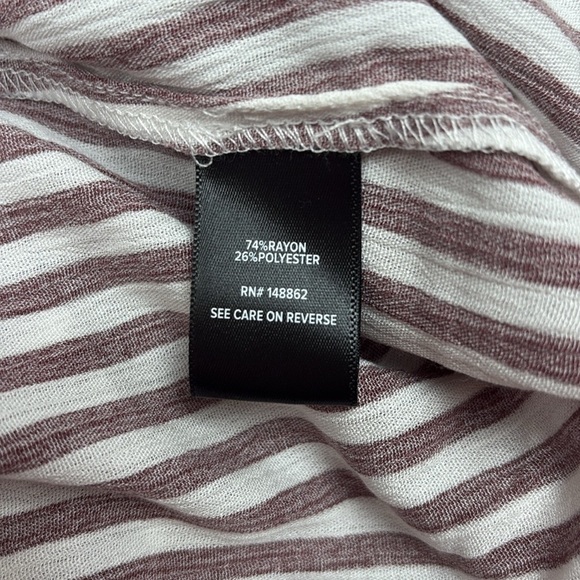 74%RAYON
26%POLYESTER
RN# 148862
SEE CARE ON REVERSE